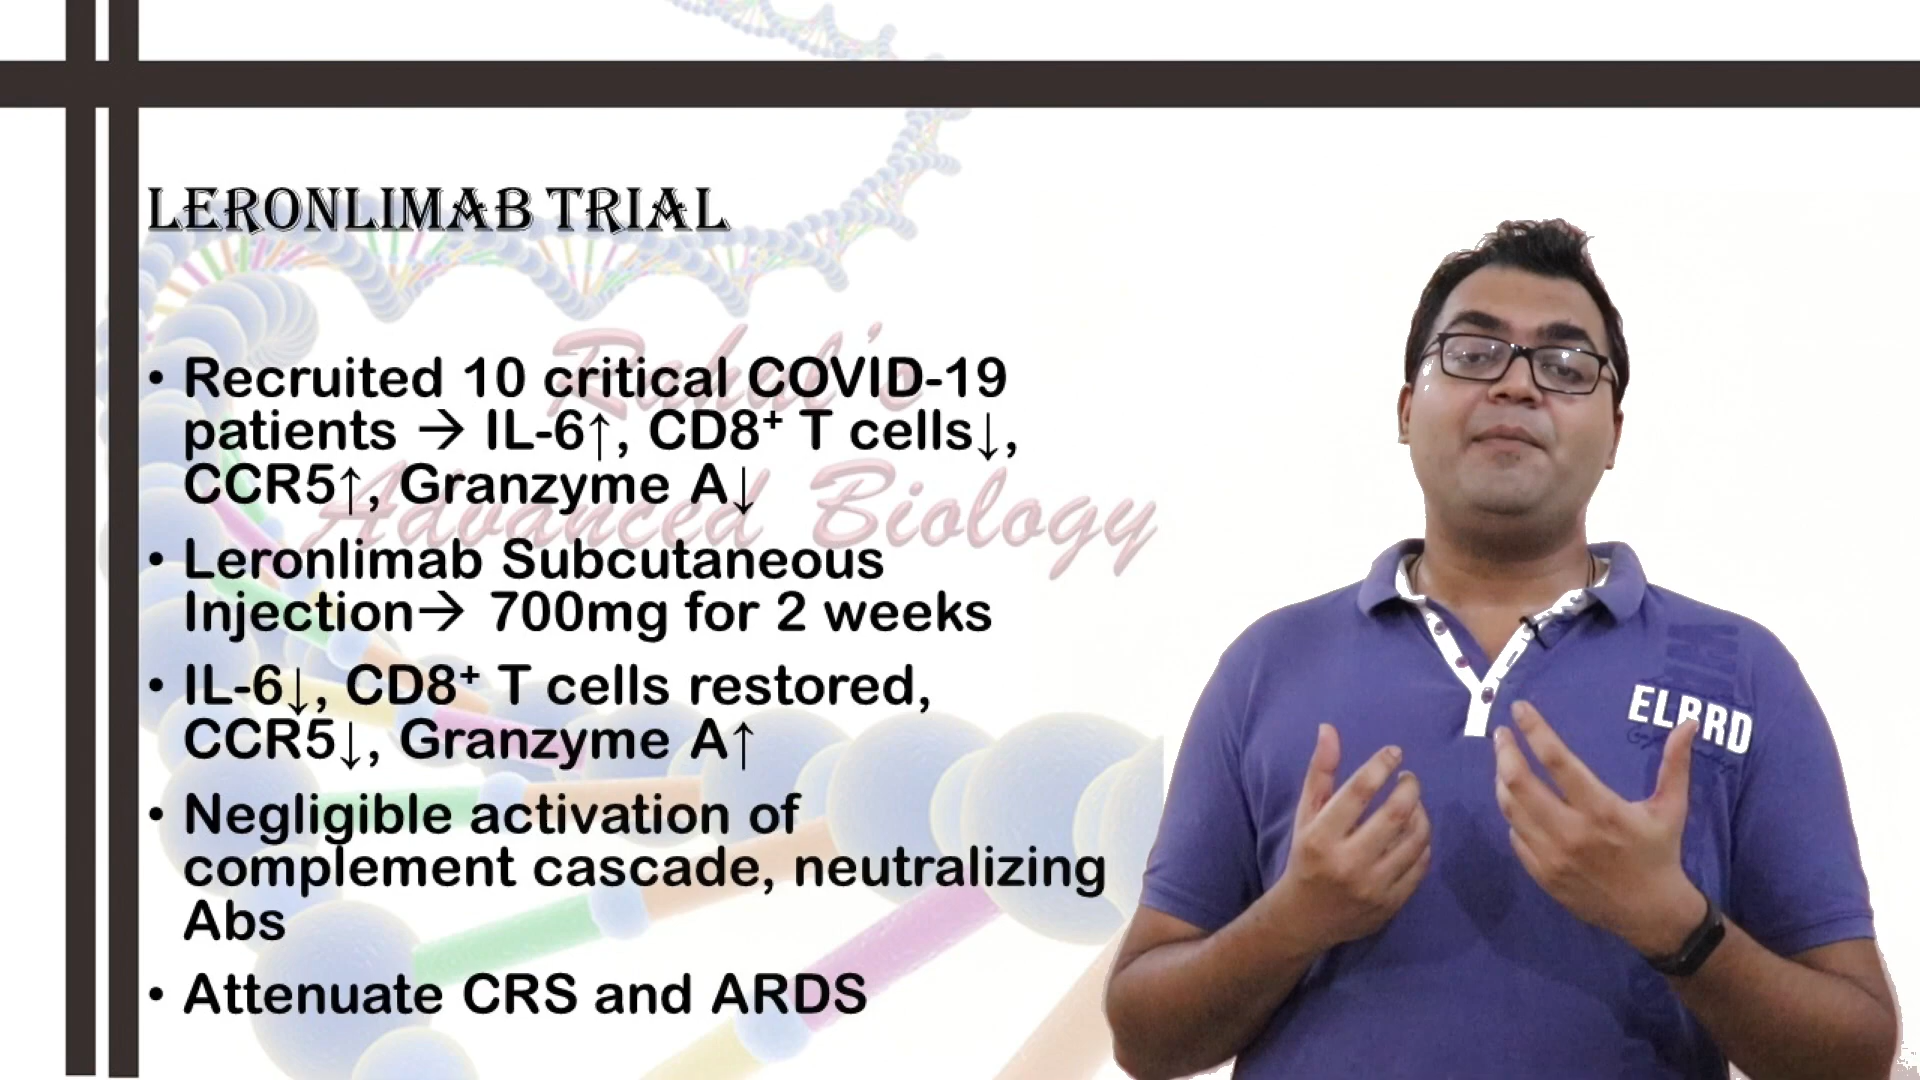 LERONLIMAB TRIAL
• Recruited 10 critical COVID-19
patients → IL-6↑, CD8⁺ T cells↓,
CCR5↑, Granzyme A↓
• Leronlimab Subcutaneous
Injection→ 700mg for 2 weeks
• IL-6↓, CD8⁺ T cells restored,
CCR5↓, Granzyme A↑
• Negligible activation of
complement cascade, neutralizing
Abs
• Attenuate CRS and ARDS
Rahul's
Advanced Biology